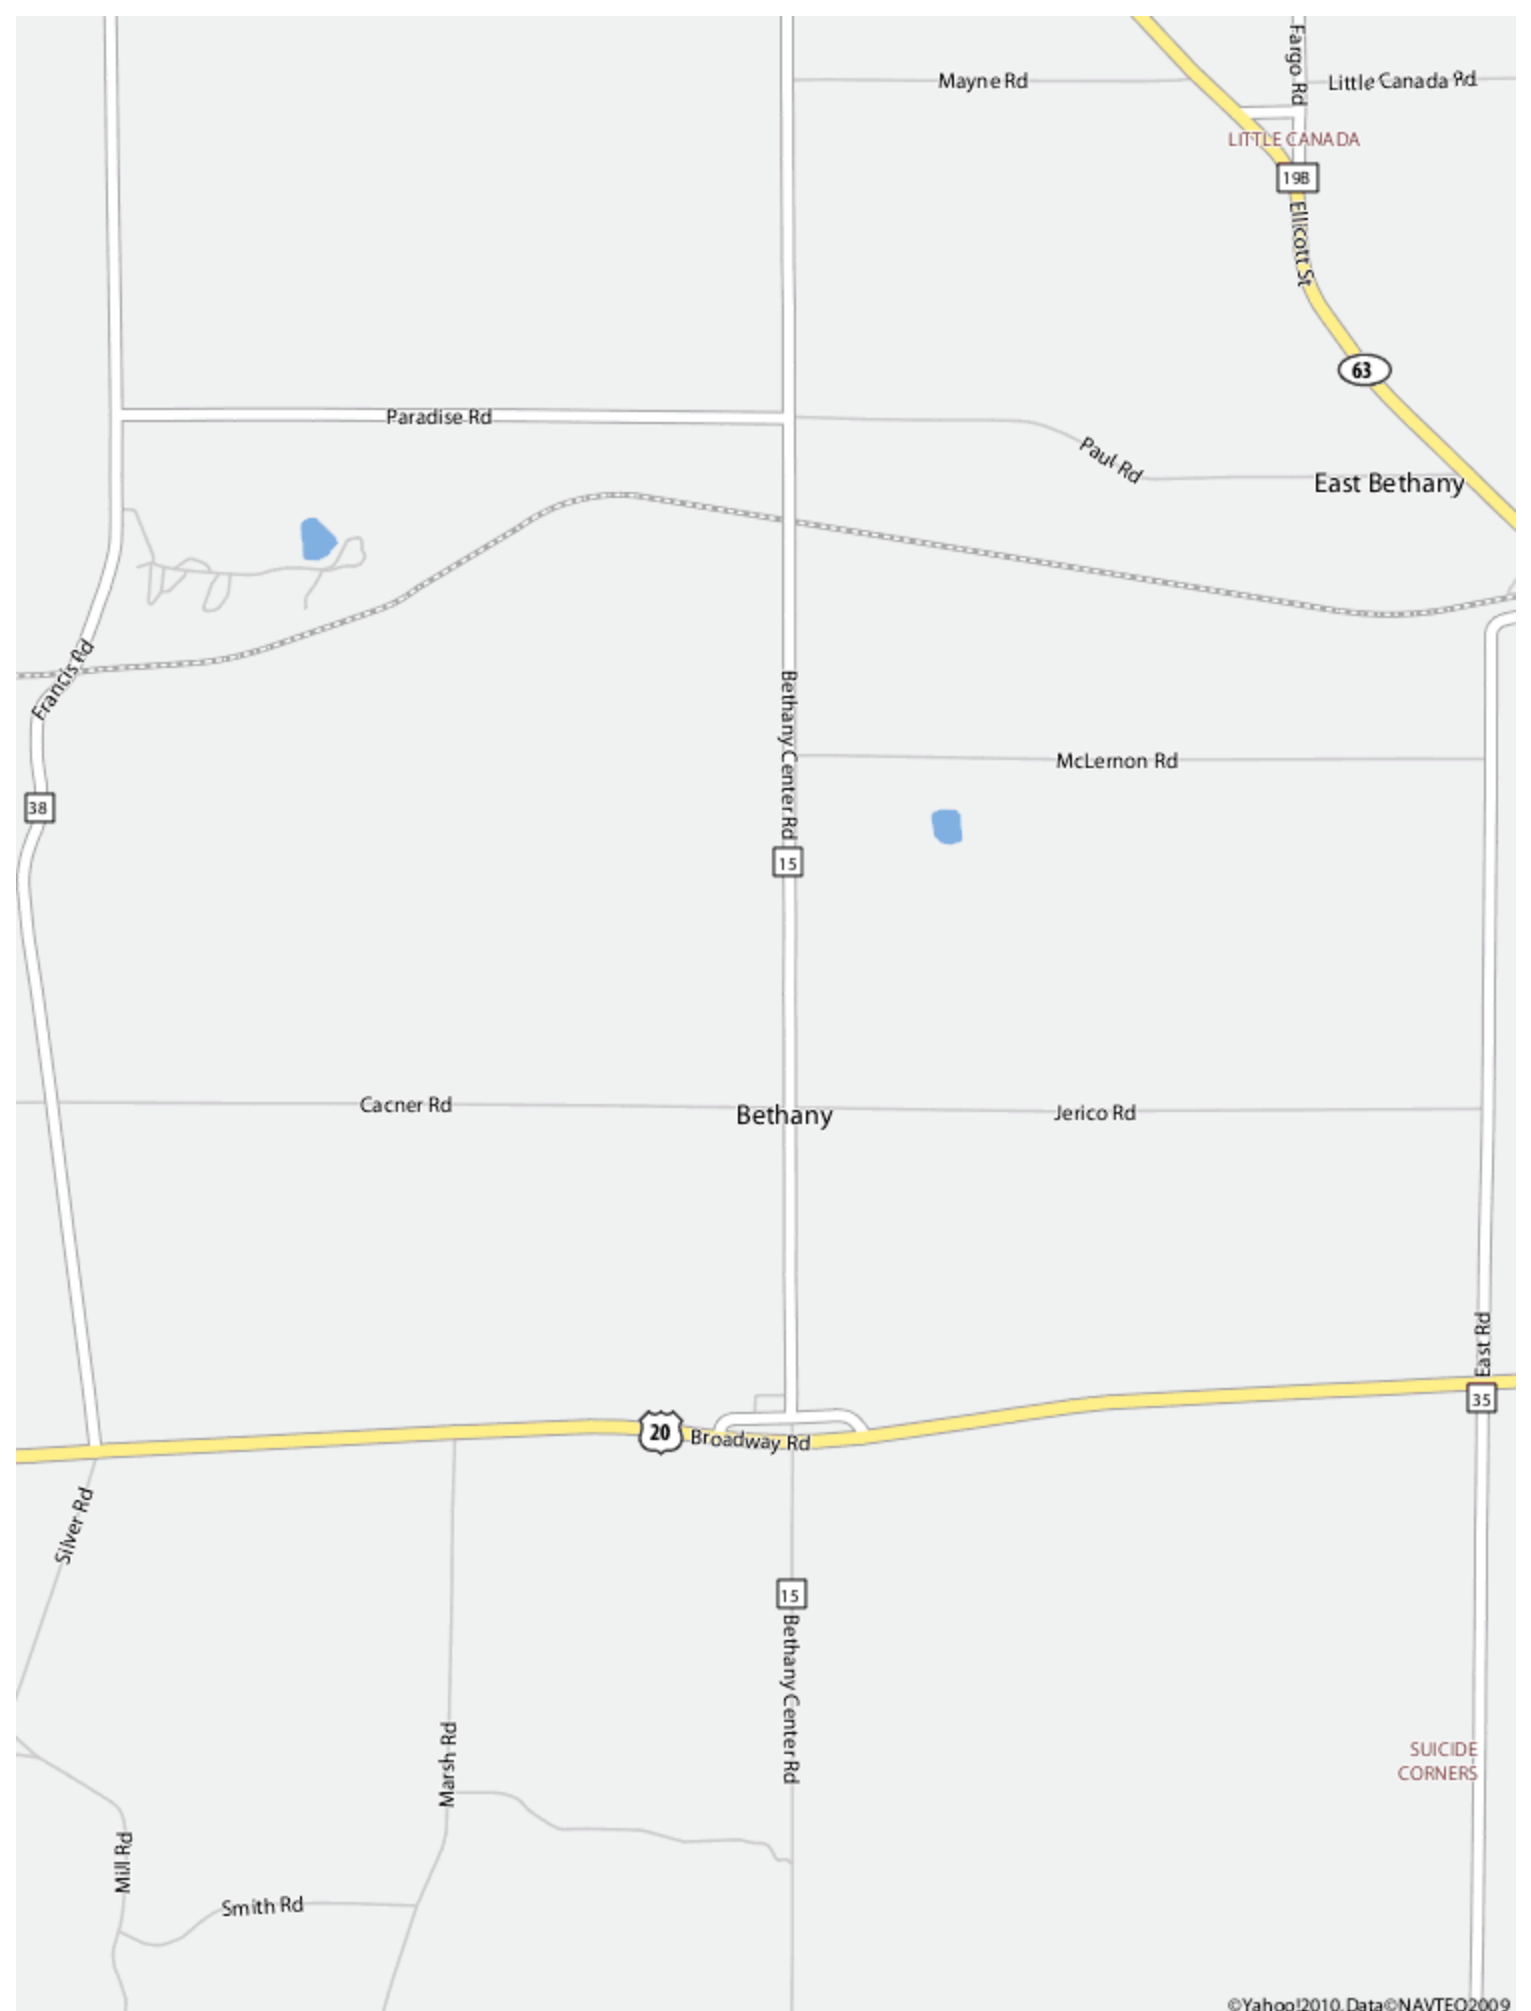 Fargo Rd
Mayne Rd
Little Canada Rd
LITTLE CANADA
19B
Ellicott St
63
Paradise Rd
Paul Rd
East Bethany
Francis Rd
Bethany Center Rd
McLernon Rd
38
15
Cacner Rd
Bethany
Jerico Rd
East Rd
35
20
Broadway Rd
Silver Rd
15
Bethany Center Rd
Marsh Rd
SUICIDE
CORNERS
Mill Rd
Smith Rd
©Yahoo!2010, Data©NAVTEQ2009